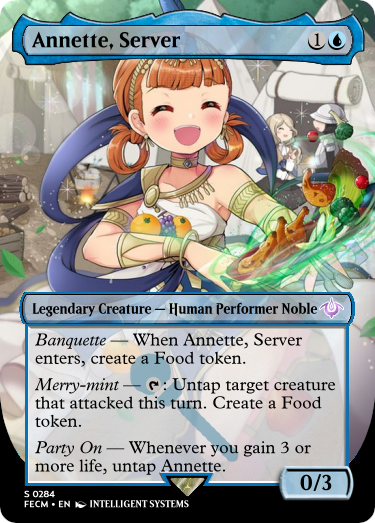 Annette, Server 1
Legendary Creature — Human Performer Noble
Banquette — When Annette, Server
enters, create a Food token.
Merry-mint — : Untap target creature
that attacked this turn. Create a Food
token.
Party On — Whenever you gain 3 or
more life, untap Annette.
0/3
S 0284
FECM • EN INTELLIGENT SYSTEMS